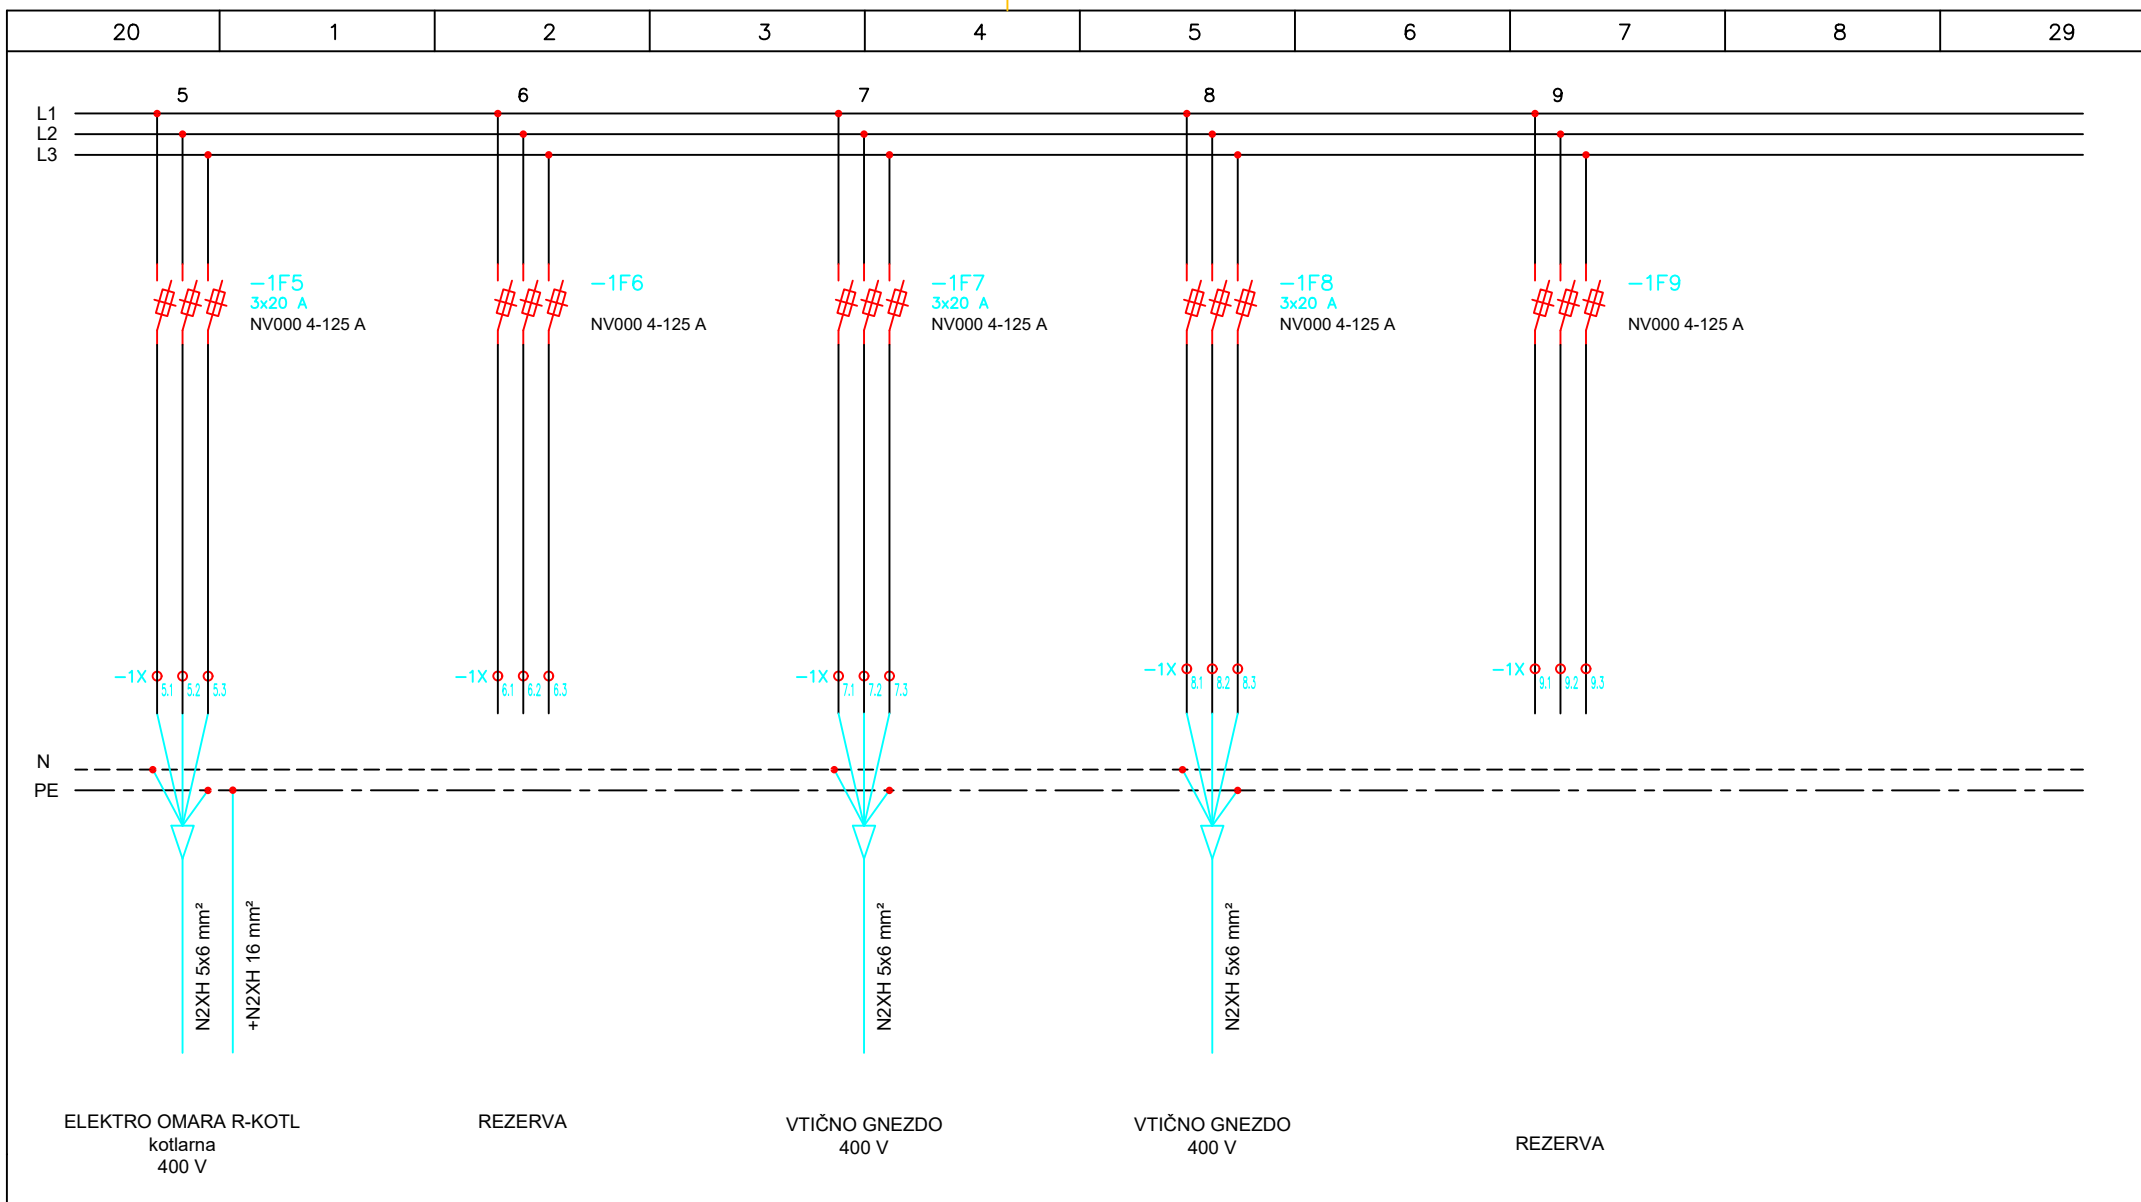 20 1 2 3 4 5 6 7 8 29
5 6 7 8 9
L1
L2
L3
-1F5
3x20 A
NV000 4-125 A
-1F6
NV000 4-125 A
-1F7
3x20 A
NV000 4-125 A
-1F8
3x20 A
NV000 4-125 A
-1F9
NV000 4-125 A
-1X 5.1 5.2 5.3
-1X 6.1 6.2 6.3
-1X 7.1 7.2 7.3
-1X 8.1 8.2 8.3
-1X 9.1 9.2 9.3
N
PE
N2XH 5x6 mm²
+N2XH 16 mm²
N2XH 5x6 mm²
N2XH 5x6 mm²
ELEKTRO OMARA R-KOTL
kotlarna
400 V
REZERVA
VTIČNO GNEZDO
400 V
VTIČNO GNEZDO
400 V
REZERVA